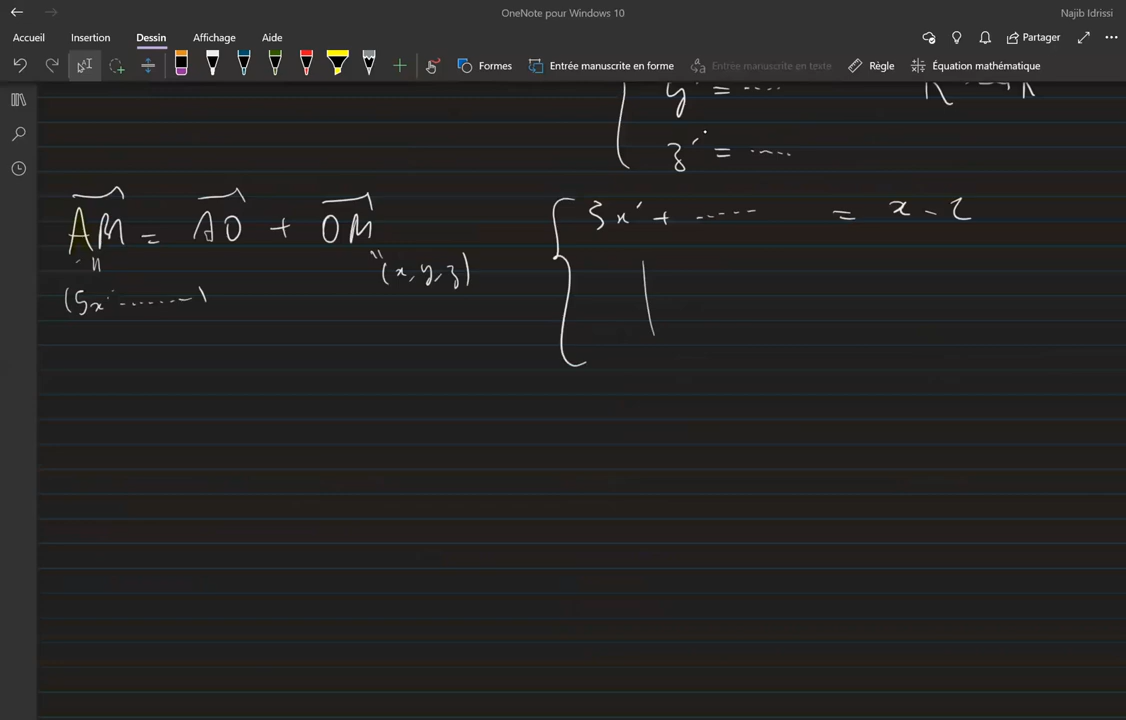 OneNote pour Windows 10
Najib Idrissi
Accueil Insertion Dessin Affichage Aide
Partager
Formes Entrée manuscrite en forme Entrée manuscrite en texte Règle Équation mathématique
y' = .....
z' = .....
AM = AO + OM
(x, y, z)
(5x' ........)
3x' + ...... = x - 2